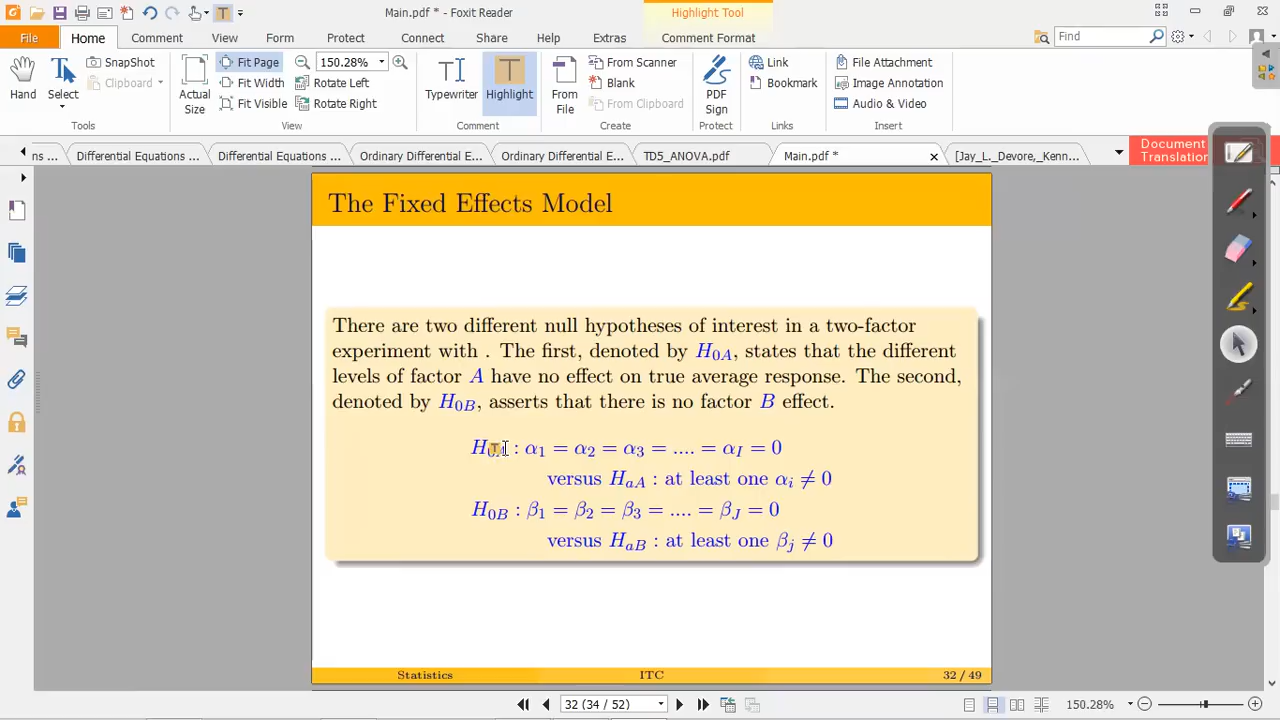 Main.pdf * - Foxit Reader
Highlight Tool
File
Home
Comment
View
Form
Protect
Connect
Share
Help
Extras
Comment Format
Find
Hand
Select
SnapShot
Clipboard
Tools
Actual Size
Fit Page
Fit Width
Fit Visible
150.28%
Rotate Left
Rotate Right
View
Typewriter
Highlight
Comment
From File
From Scanner
Blank
From Clipboard
Create
PDF Sign
Protect
Link
Bookmark
Links
File Attachment
Image Annotation
Audio & Video
Insert
ns ...
Differential Equations ...
Differential Equations ...
Ordinary Differential E...
Ordinary Differential E...
TD5_ANOVA.pdf
Main.pdf *
[Jay_L._Devore,_Kenn...
Document Translation
The Fixed Effects Model
There are two different null hypotheses of interest in a two-factor
experiment with . The first, denoted by H₀A, states that the different
levels of factor A have no effect on true average response. The second,
denoted by H₀B, asserts that there is no factor B effect.
H₀A : α₁ = α₂ = α₃ = .... = α_I = 0
versus H_aA : at least one α_i ≠ 0
H₀B : β₁ = β₂ = β₃ = .... = β_J = 0
versus H_aB : at least one β_j ≠ 0
Statistics
ITC
32 / 49
32 (34 / 52)
150.28%